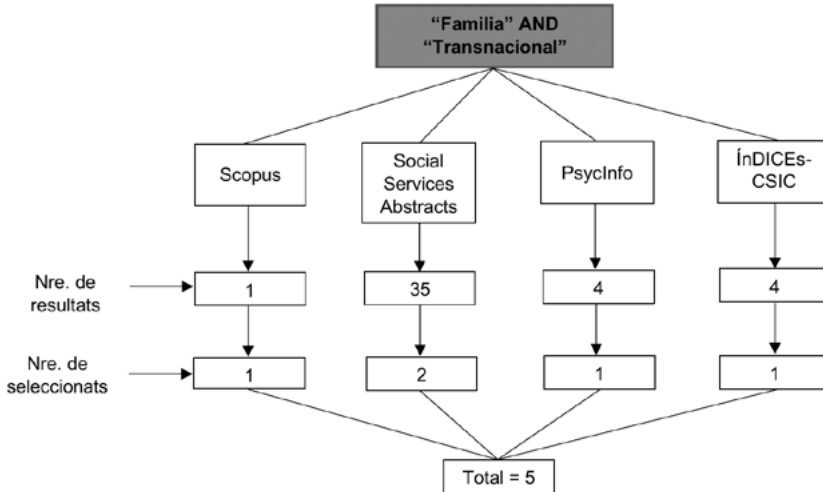 “Familia” AND
“Transnacional”
Scopus
Social
Services
Abstracts
PsycInfo
ÍnDICEs-
CSIC
Nre. de
resultats
1
35
4
4
Nre. de
seleccionats
1
2
1
1
Total = 5